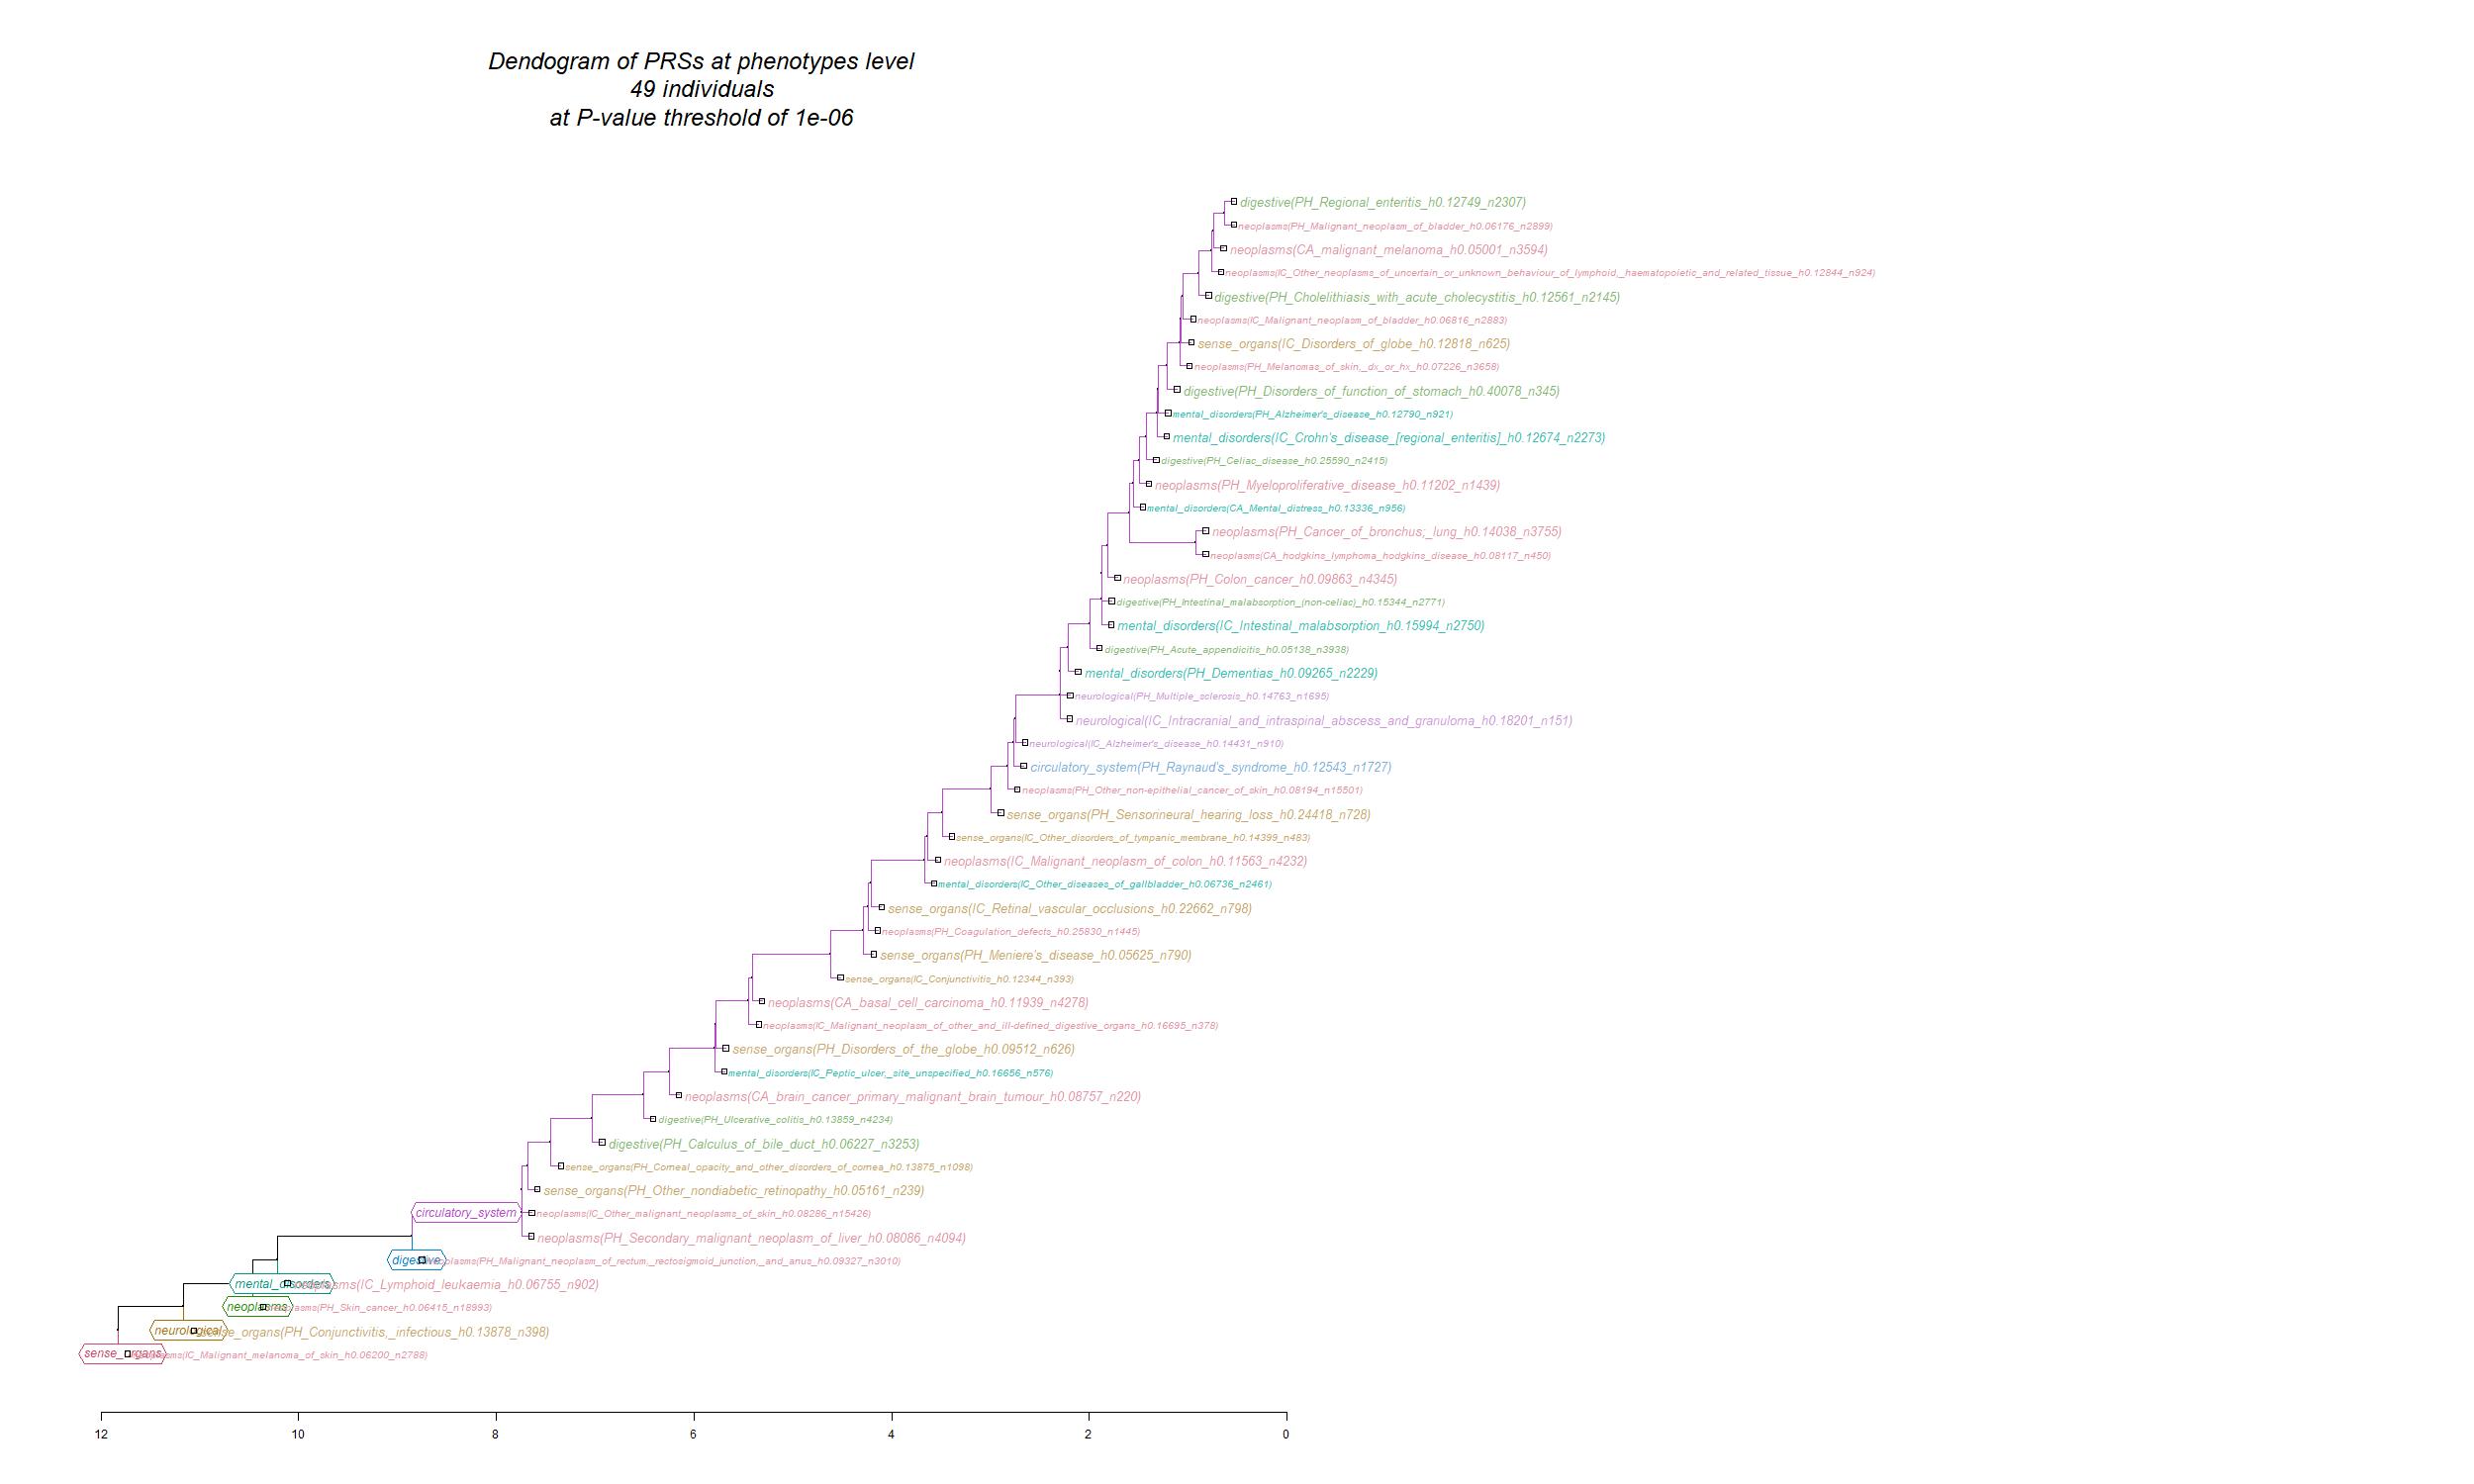 Dendogram of PRSs at phenotypes level
49 individuals
at P-value threshold of 1e-06
digestive(PH_Regional_enteritis_h0.12749_n2307)
neoplasms(PH_Malignant_neoplasm_of_bladder_h0.06176_n2899)
neoplasms(CA_malignant_melanoma_h0.05001_n3594)
neoplasms(IC_Other_neoplasms_of_uncertain_or_unknown_behaviour_of_lymphoid,_haematopoietic_and_related_tissue_h0.12844_n924)
digestive(PH_Cholelithiasis_with_acute_cholecystitis_h0.12561_n2145)
neoplasms(IC_Malignant_neoplasm_of_bladder_h0.06816_n2883)
sense_organs(IC_Disorders_of_globe_h0.12818_n625)
neoplasms(PH_Melanomas_of_skin,_dx_or_hx_h0.07226_n3658)
digestive(PH_Disorders_of_function_of_stomach_h0.40078_n345)
mental_disorders(PH_Alzheimer's_disease_h0.12790_n921)
mental_disorders(IC_Crohn's_disease_[regional_enteritis]_h0.12674_n2273)
digestive(PH_Celiac_disease_h0.25590_n2415)
neoplasms(PH_Myeloproliferative_disease_h0.11202_n1439)
mental_disorders(CA_Mental_distress_h0.13336_n956)
neoplasms(PH_Cancer_of_bronchus;_lung_h0.14038_n3755)
neoplasms(CA_hodgkins_lymphoma_hodgkins_disease_h0.08117_n450)
neoplasms(PH_Colon_cancer_h0.09863_n4345)
digestive(PH_Intestinal_malabsorption_(non-celiac)_h0.15344_n2771)
mental_disorders(IC_Intestinal_malabsorption_h0.15994_n2750)
digestive(PH_Acute_appendicitis_h0.05138_n3938)
mental_disorders(PH_Dementias_h0.09265_n2229)
neurological(PH_Multiple_sclerosis_h0.14763_n1695)
neurological(IC_Intracranial_and_intraspinal_abscess_and_granuloma_h0.18201_n151)
neurological(IC_Alzheimer's_disease_h0.14431_n910)
circulatory_system(PH_Raynaud's_syndrome_h0.12543_n1727)
neoplasms(PH_Other_non-epithelial_cancer_of_skin_h0.08194_n15501)
sense_organs(PH_Sensorineural_hearing_loss_h0.24418_n728)
sense_organs(IC_Other_disorders_of_tympanic_membrane_h0.14399_n483)
neoplasms(IC_Malignant_neoplasm_of_colon_h0.11563_n4232)
mental_disorders(IC_Other_diseases_of_gallbladder_h0.06736_n2461)
sense_organs(IC_Retinal_vascular_occlusions_h0.22662_n798)
neoplasms(PH_Coagulation_defects_h0.25830_n1445)
sense_organs(PH_Meniere's_disease_h0.05625_n790)
sense_organs(IC_Conjunctivitis_h0.12344_n393)
neoplasms(CA_basal_cell_carcinoma_h0.11939_n4278)
neoplasms(IC_Malignant_neoplasm_of_other_and_ill-defined_digestive_organs_h0.16695_n378)
sense_organs(PH_Disorders_of_the_globe_h0.09512_n626)
mental_disorders(IC_Peptic_ulcer,_site_unspecified_h0.16656_n576)
neoplasms(CA_brain_cancer_primary_malignant_brain_tumour_h0.08757_n220)
digestive(PH_Ulcerative_colitis_h0.13859_n4234)
digestive(PH_Calculus_of_bile_duct_h0.06227_n3253)
sense_organs(PH_Corneal_opacity_and_other_disorders_of_cornea_h0.13875_n1098)
sense_organs(PH_Other_nondiabetic_retinopathy_h0.05161_n239)
circulatory_system neoplasms(IC_Other_malignant_neoplasms_of_skin_h0.08286_n15426)
neoplasms(PH_Secondary_malignant_neoplasm_of_liver_h0.08086_n4094)
digestive neoplasms(PH_Malignant_neoplasm_of_rectum,_rectosigmoid_junction,_and_anus_h0.09327_n3010)
mental_disorders neoplasms(IC_Lymphoid_leukaemia_h0.06755_n902)
neoplasms neoplasms(PH_Skin_cancer_h0.06415_n18993)
neurological sense_organs(PH_Conjunctivitis,_infectious_h0.13878_n398)
sense_organs neoplasms(IC_Malignant_melanoma_of_skin_h0.06200_n2788)
12 10 8 6 4 2 0